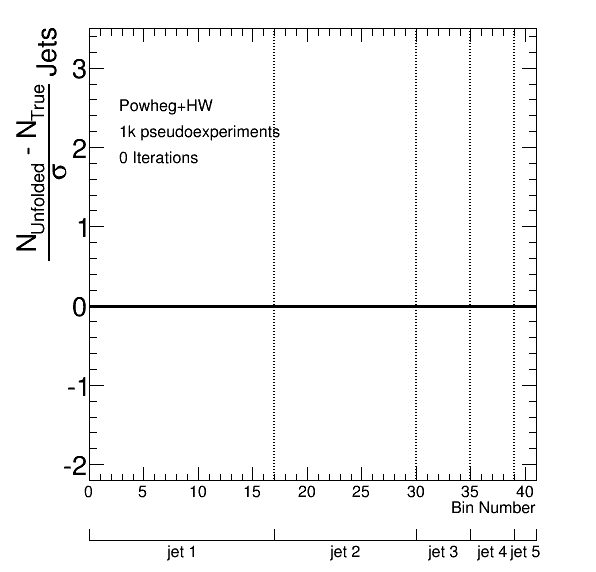 N_Unfolded - N_True
σ
Jets
3
2
1
0
-1
-2
Powheg+HW
1k pseudoexperiments
0 Iterations
0 5 10 15 20 25 30 35 40
Bin Number
jet 1 jet 2 jet 3 jet 4 jet 5